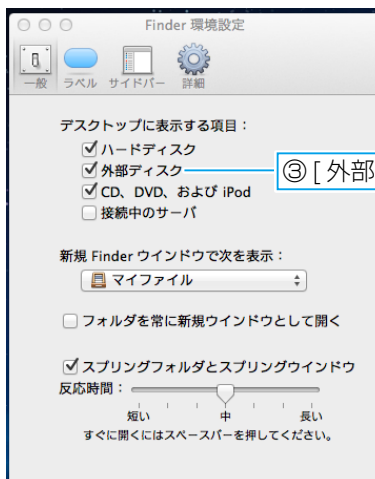 Finder 環境設定
一般 ラベル サイドバー 詳細
デスクトップに表示する項目：
ハードディスク
外部ディスク
③ [ 外部
CD、DVD、および iPod
接続中のサーバ
新規 Finder ウインドウで次を表示：
マイファイル
フォルダを常に新規ウインドウとして開く
スプリングフォルダとスプリングウインドウ
反応時間：
短い 中 長い
すぐに開くにはスペースバーを押してください。